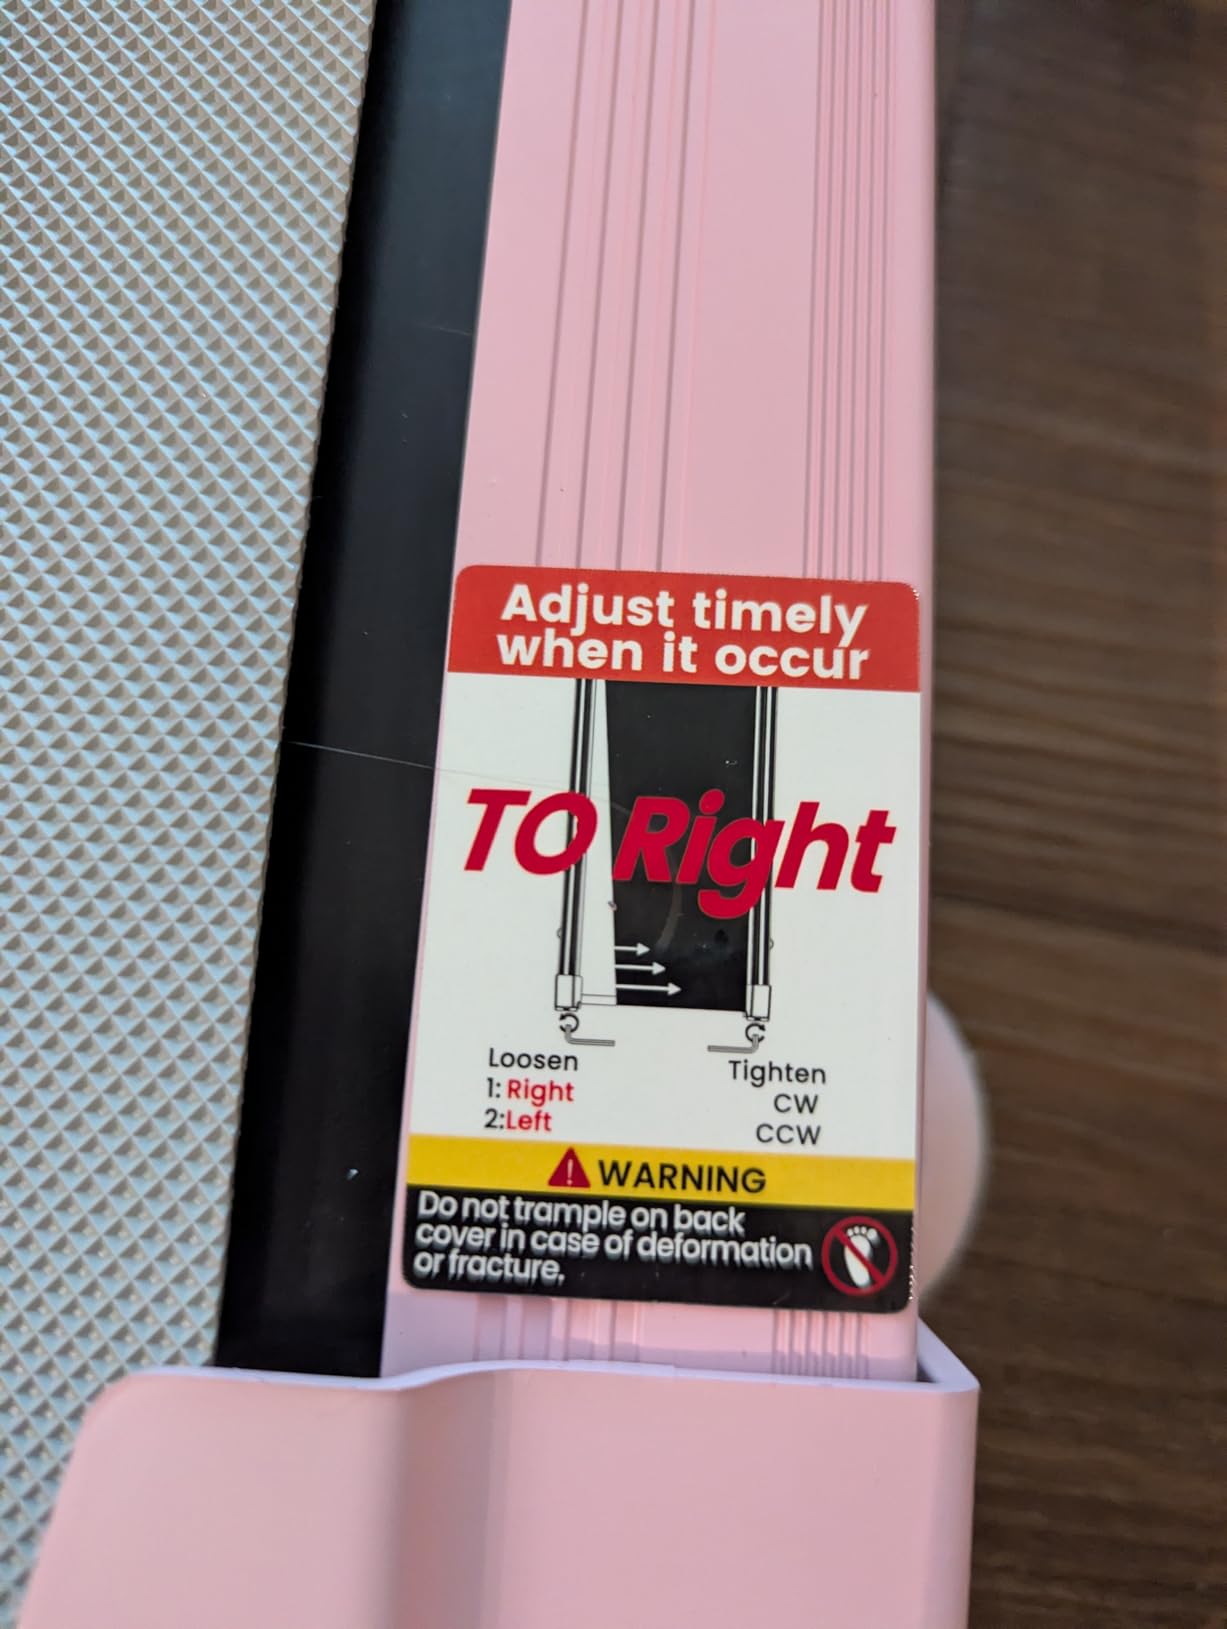 Adjust timely
when it occur
TO Right
Loosen Tighten
1: Right CW
2:Left CCW
WARNING
Do not trample on back
cover in case of deformation
or fracture.